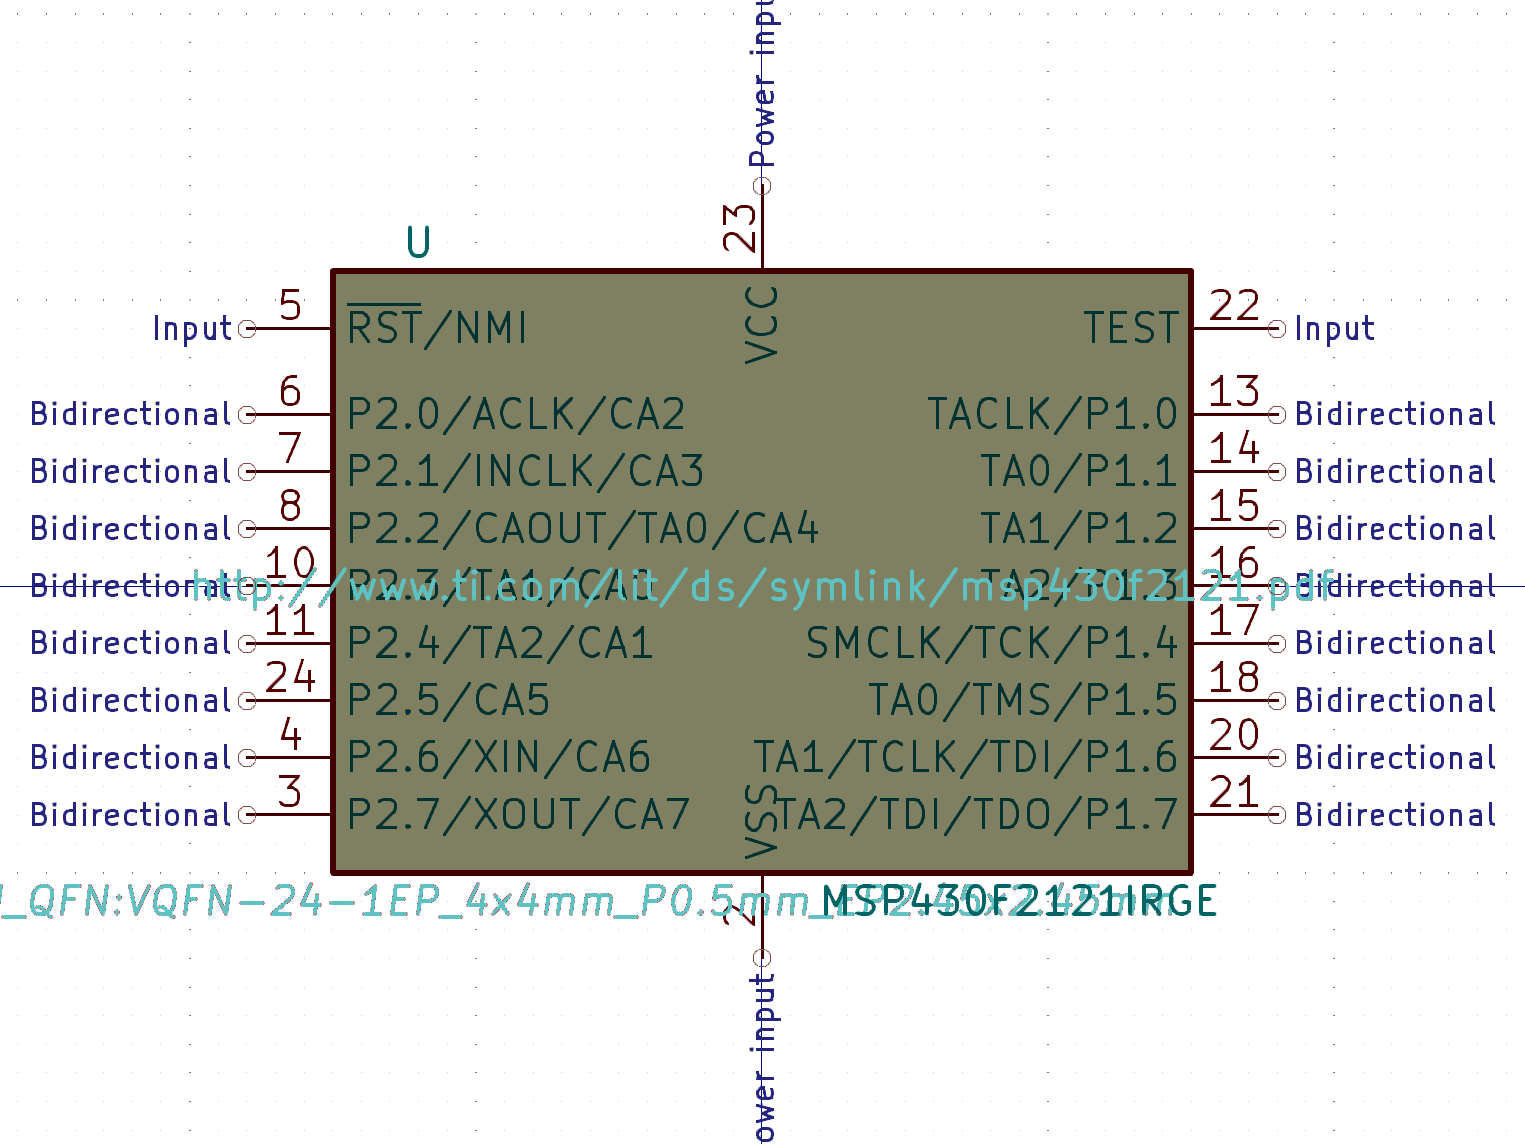 Power input
23
U
VCC
5
RST/NMI
Input
22
TEST
Input
6
P2.0/ACLK/CA2
Bidirectional
13
TACLK/P1.0
Bidirectional
7
P2.1/INCLK/CA3
Bidirectional
14
TA0/P1.1
Bidirectional
8
P2.2/CAOUT/TA0/CA4
Bidirectional
15
TA1/P1.2
Bidirectional
10
P2.3/TA1/
Bidirectional
16
TA2/P1.3
Bidirectional
http://www.ti.com/lit/ds/symlink/msp430f2121.pdf
11
P2.4/TA2/CA1
Bidirectional
17
SMCLK/TCK/P1.4
Bidirectional
24
P2.5/CA5
Bidirectional
18
TA0/TMS/P1.5
Bidirectional
4
P2.6/XIN/CA6
Bidirectional
20
TA1/TCLK/TDI/P1.6
Bidirectional
3
P2.7/XOUT/CA7
Bidirectional
21
TA2/TDI/TDO/P1.7
Bidirectional
VSS
_QFN:VQFN-24-1EP_4x4mm_P0.5mm_EP2.45x2.45mm
MSP430F2121IRGE
2
ower input